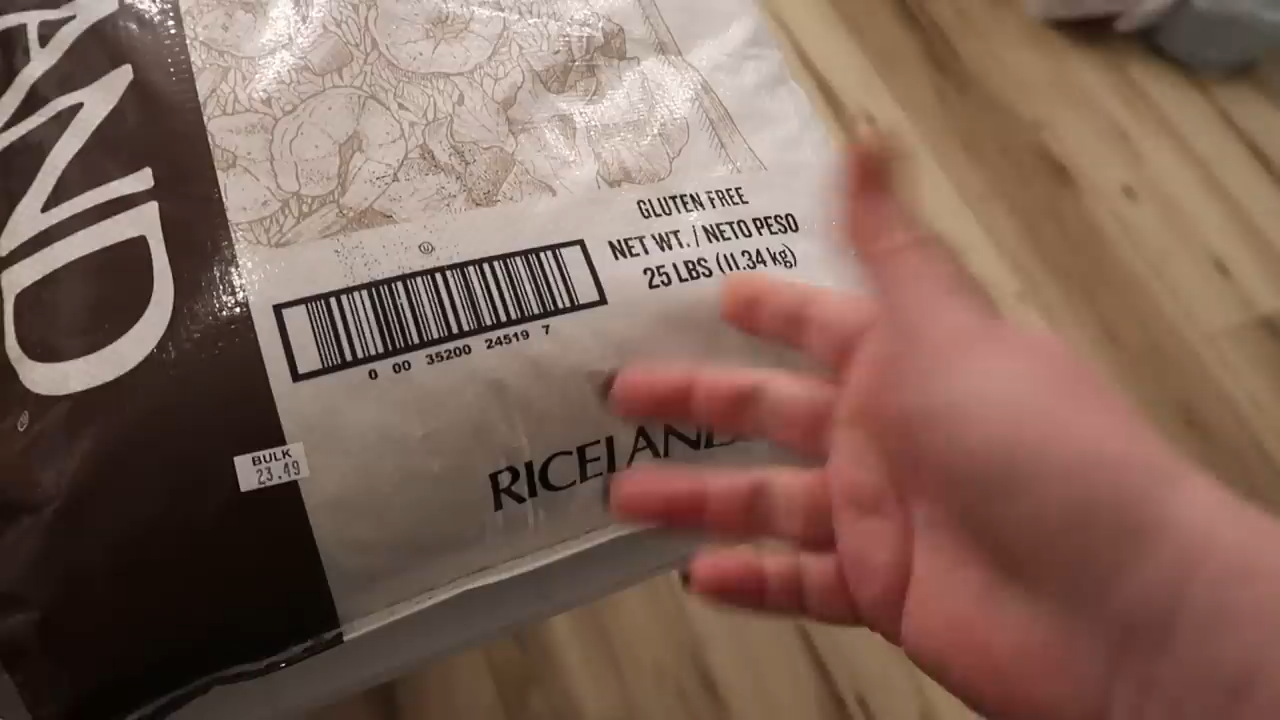 AND
GLUTEN FREE
NET WT. / NETO PESO
25 LBS (11.34 kg)
U
0 00 35200 24519 7
BULK
23.49
RICELAND